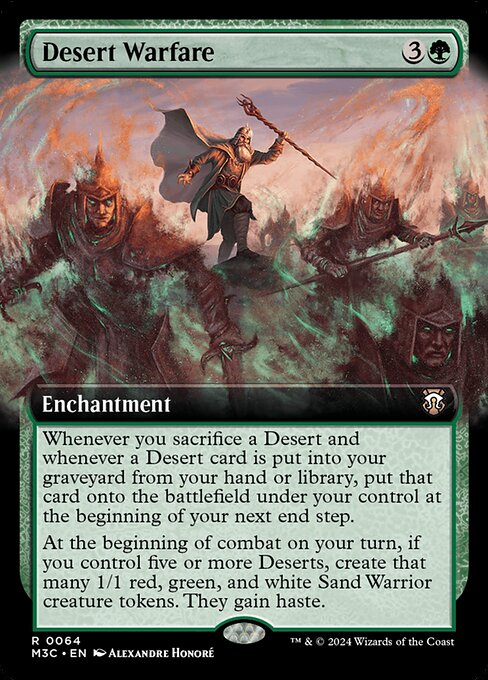 Desert Warfare 3
Enchantment
Whenever you sacrifice a Desert and
whenever a Desert card is put into your
graveyard from your hand or library, put that
card onto the battlefield under your control at
the beginning of your next end step.
At the beginning of combat on your turn, if
you control five or more Deserts, create that
many 1/1 red, green, and white Sand Warrior
creature tokens. They gain haste.
R 0064 ™ & © 2024 Wizards of the Coast
M3C • EN Alexandre Honoré